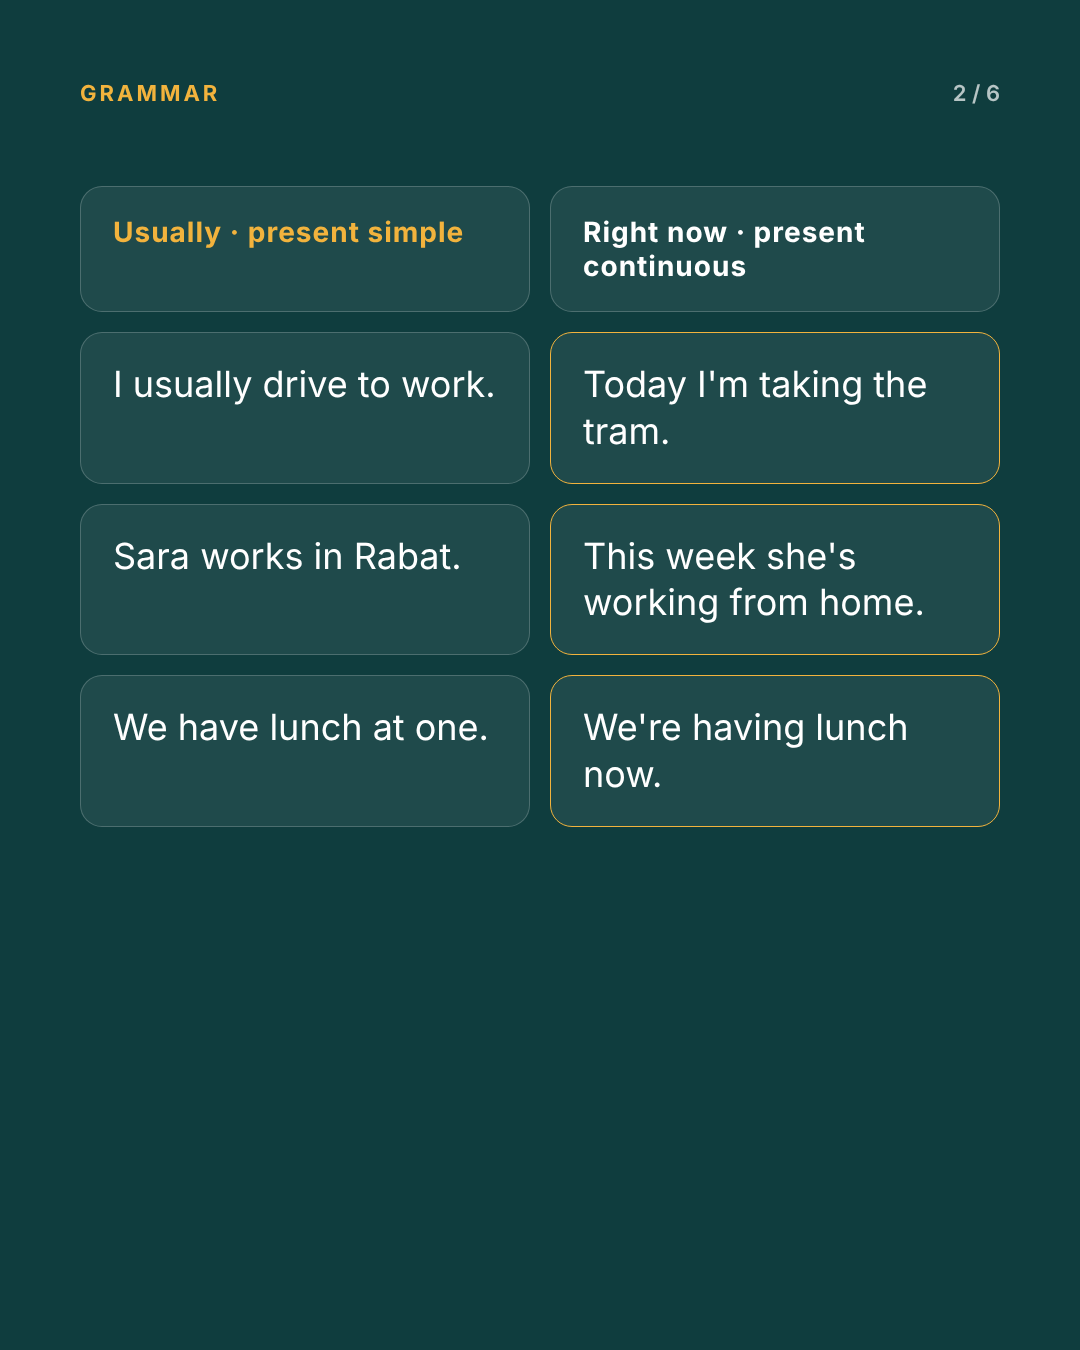 GRAMMAR
2 / 6
Usually · present simple
Right now · present
continuous
I usually drive to work.
Today I'm taking the
tram.
Sara works in Rabat.
This week she's
working from home.
We have lunch at one.
We're having lunch
now.